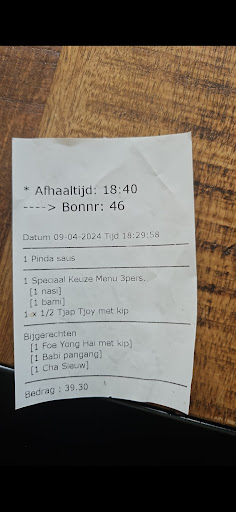 * Afhaaltijd: 18:40
----> Bonnr: 46
Datum 09-04-2024 Tijd 18:29:58
1 Pinda saus
1 Speciaal Keuze Menu 3pers.
[1 nasi]
[1 bami]
1 x 1/2 Tjap Tjoy met kip
Bijgerechten
[1 Foe Yong Hai met kip]
[1 Babi pangang]
[1 Cha Sieuw]
Bedrag : 39.30